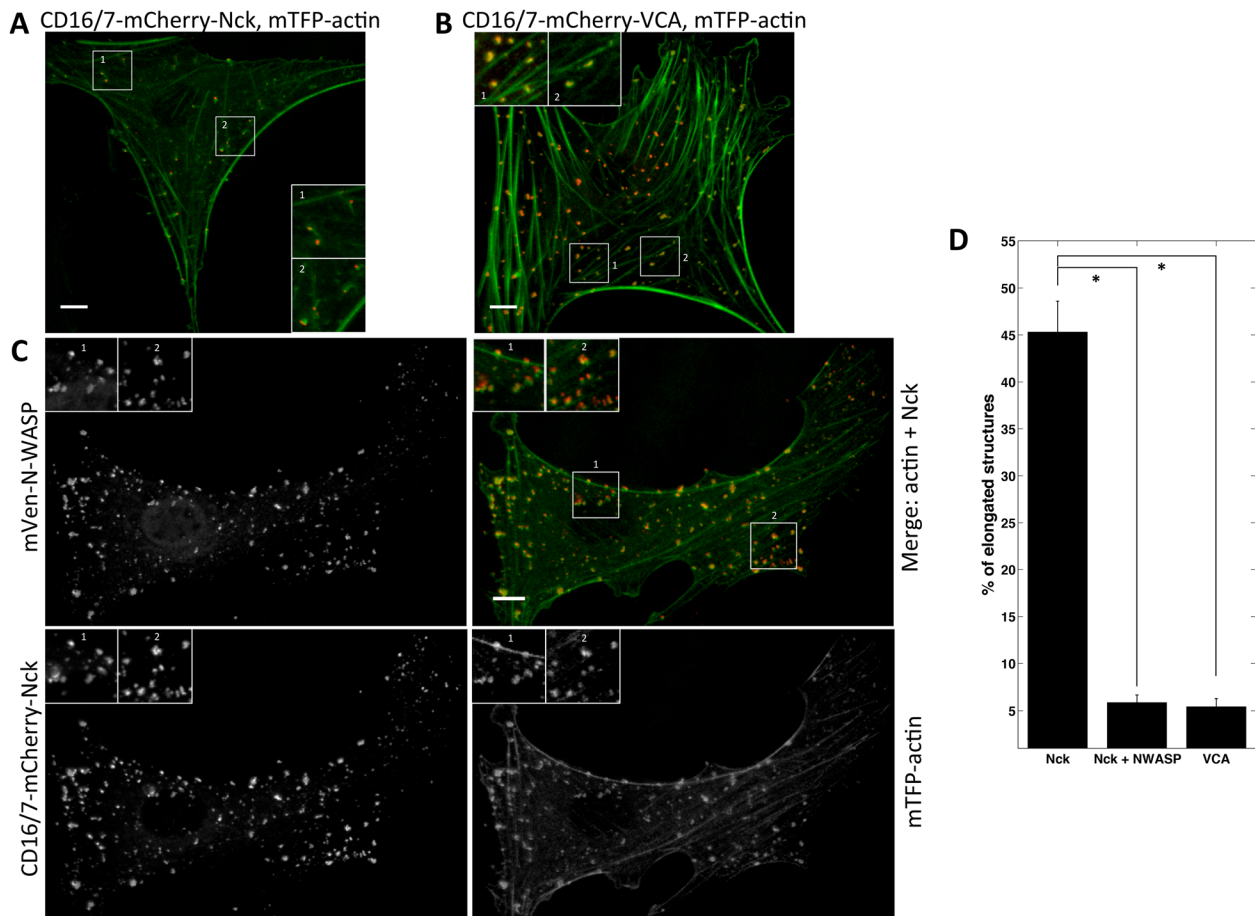 A
CD16/7-mCherry-Nck, mTFP-actin
1
2
1
2
B
CD16/7-mCherry-VCA, mTFP-actin
1
2
1
2
C
mVen-N-WASP
1
2
Merge: actin + Nck
1
2
1
2
CD16/7-mCherry-Nck
1
2
mTFP-actin
1
2
D
% of elongated structures
55
50
45
40
35
30
25
20
15
10
5
*
*
Nck
Nck + NWASP
VCA